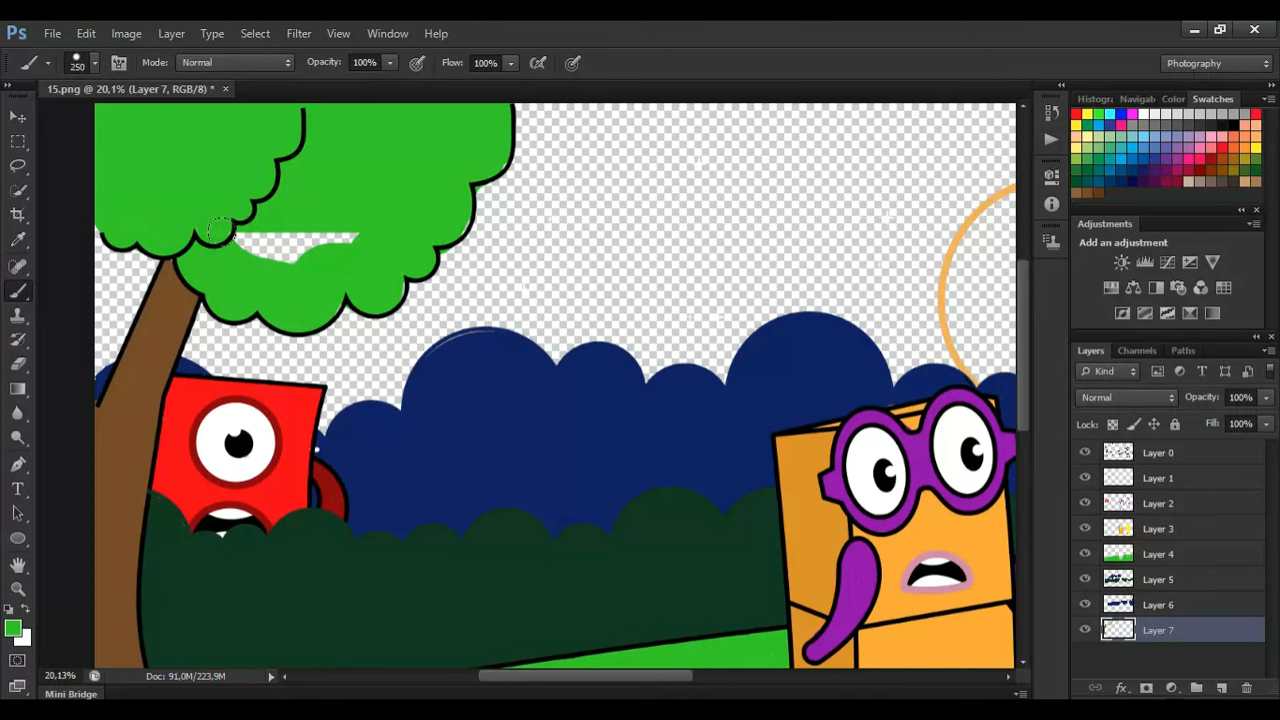 Ps File Edit Image Layer Type Select Filter View Window Help
250 Mode: Normal Opacity: 100% Flow: 100% Photography
15.png @ 20,1% (Layer 7, RGB/8) * ×
Histogra Navigato Color Swatches
Adjustments
Add an adjustment
Layers Channels Paths
Kind
Normal Opacity: 100%
Lock: Fill: 100%
Layer 0
Layer 1
Layer 2
Layer 3
Layer 4
Layer 5
Layer 6
Layer 7
T
20,13% Doc: 91,0M/223,9M
fx
Mini Bridge